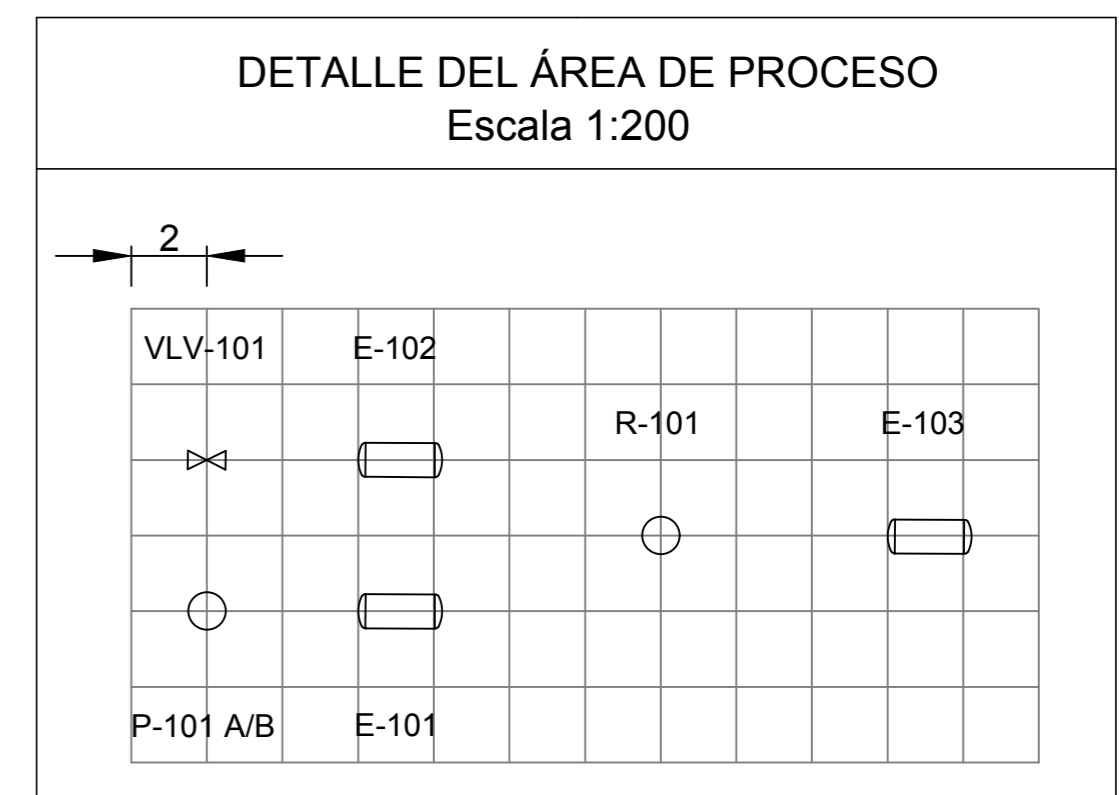 DETALLE DEL ÁREA DE PROCESO
Escala 1:200
2
VLV-101 E-102
R-101 E-103
P-101 A/B E-101